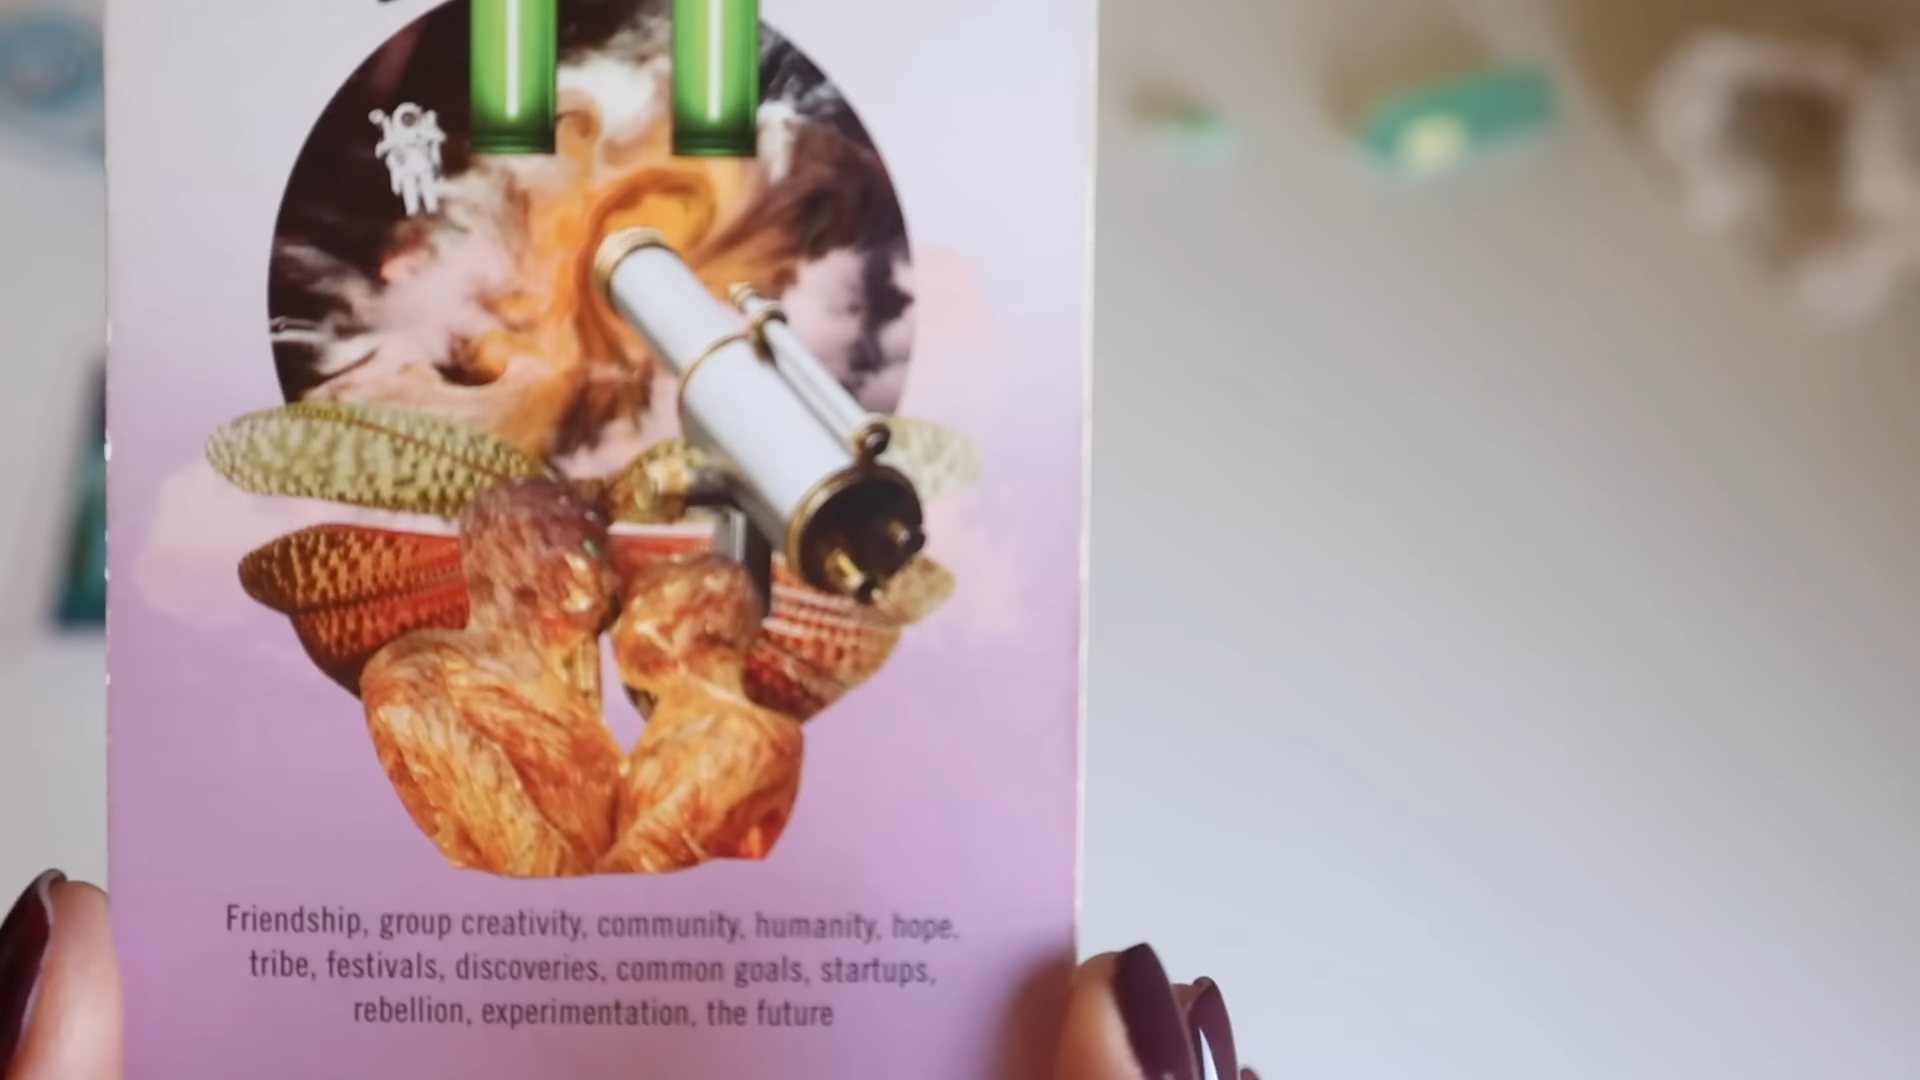 Friendship, group creativity, community, humanity, hope,
tribe, festivals, discoveries, common goals, startups,
rebellion, experimentation, the future